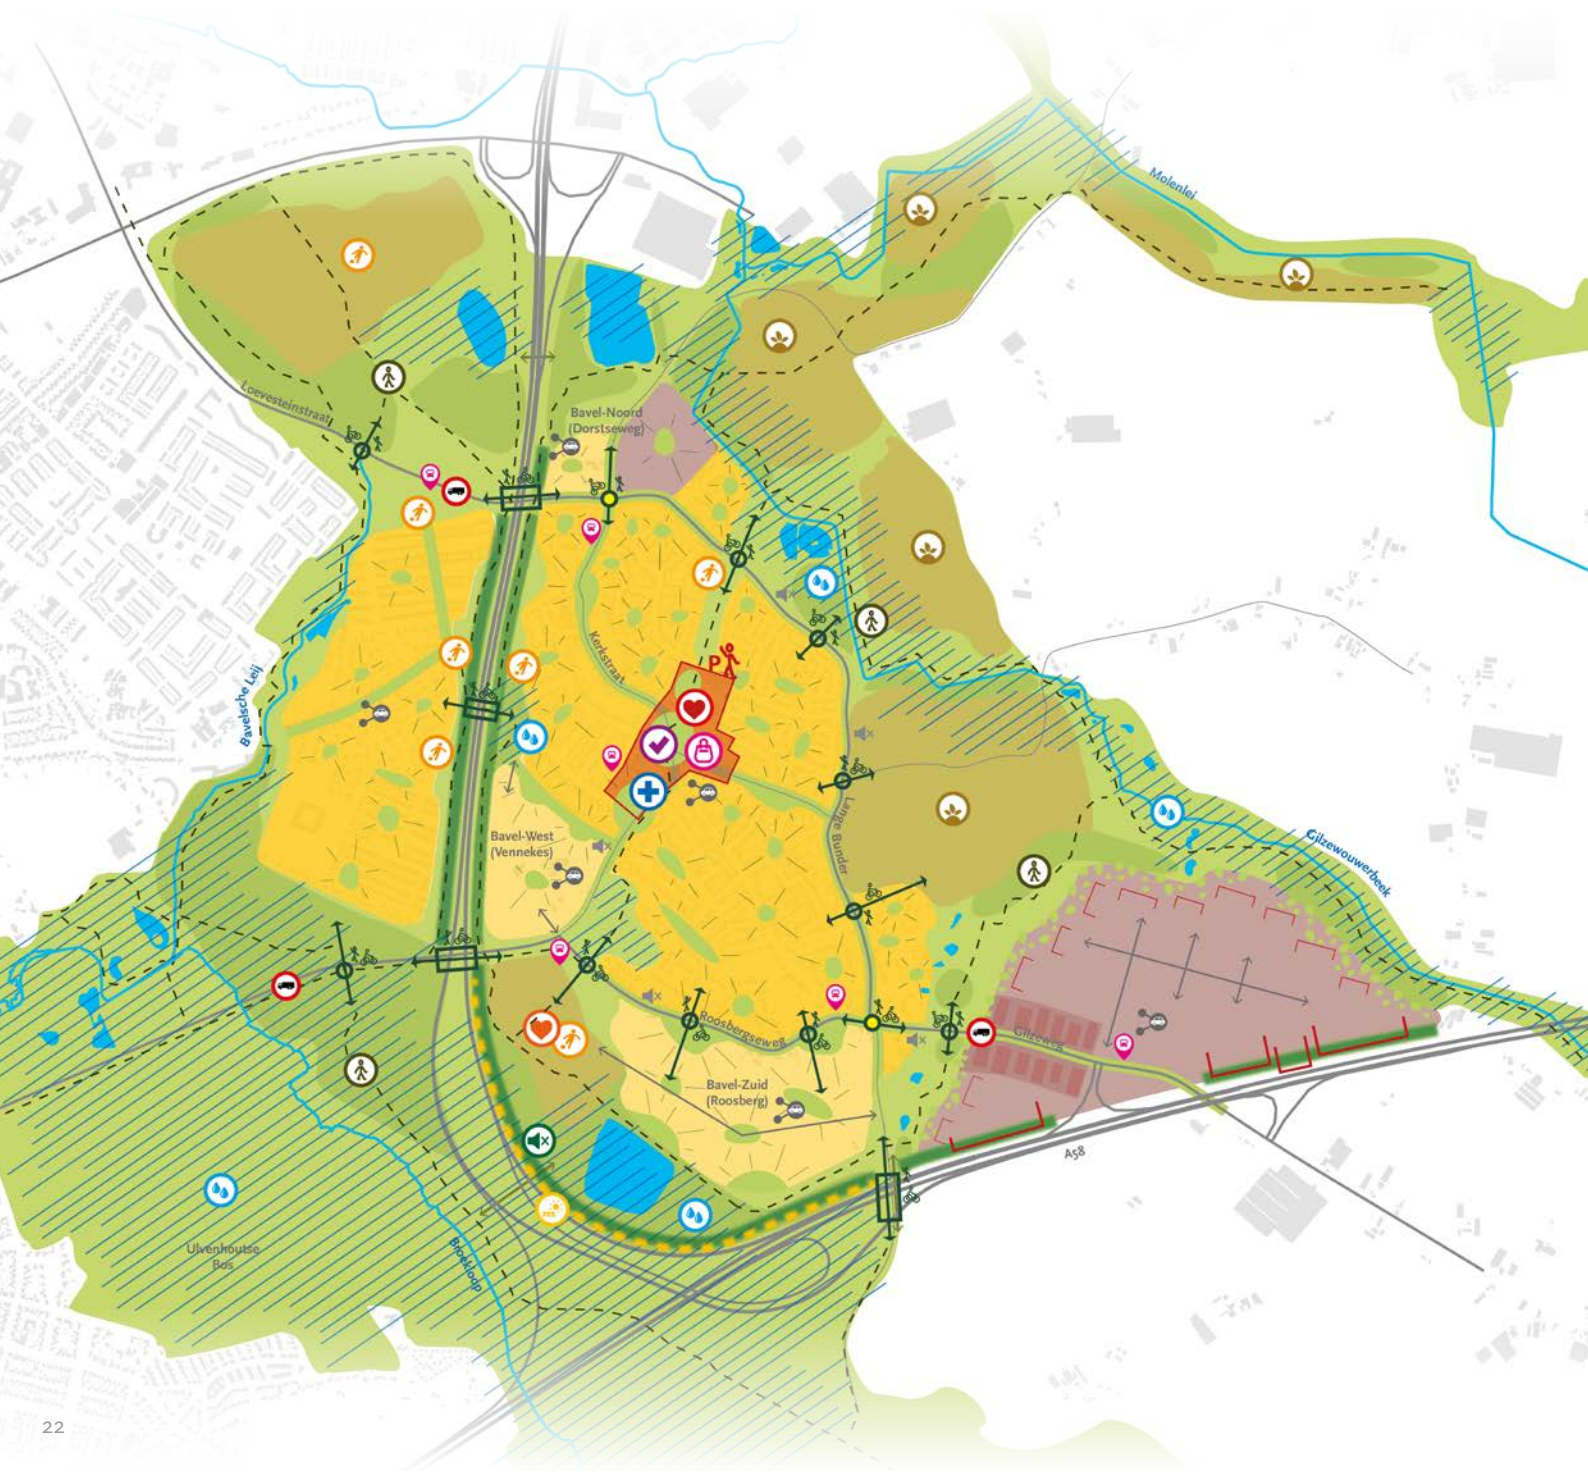 Molenlei
Loevesteinstraat
Bavel-Noord
(Dorstseweg)
Kerkstraat
P
Bavelsche Leij
Lange Bunder
Bavel-West
(Vennekes)
Gilzewouwerbeek
Roosbergseweg
Gilzeweg
Bavel-Zuid
(Roosberg)
A58
Ulvenhoutse
Bos
Broekloop
22